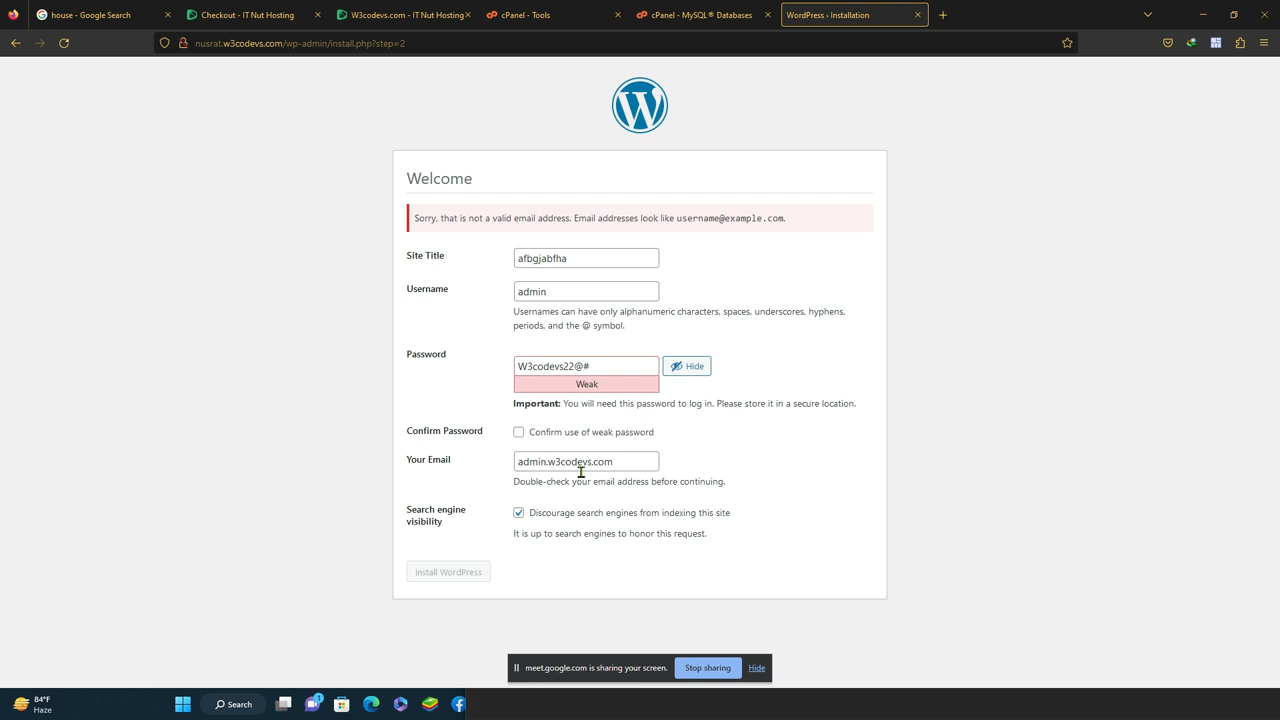 house - Google Search
Checkout - IT Nut Hosting
W3codevs.com - IT Nut Hosting
cPanel - Tools
cPanel - MySQL® Databases
WordPress › Installation
nusrat.w3codevs.com/wp-admin/install.php?step=2
Welcome
Sorry, that is not a valid email address. Email addresses look like username@example.com.
Site Title
afbgjabfha
Username
admin
Usernames can have only alphanumeric characters, spaces, underscores, hyphens,
periods, and the @ symbol.
Password
W3codevs22@#
Hide
Weak
Important: You will need this password to log in. Please store it in a secure location.
Confirm Password
Confirm use of weak password
Your Email
admin.w3codevs.com
Double-check your email address before continuing.
Search engine
visibility
Discourage search engines from indexing this site
It is up to search engines to honor this request.
Install WordPress
meet.google.com is sharing your screen.
Stop sharing
Hide
84°F
Haze
Search
1